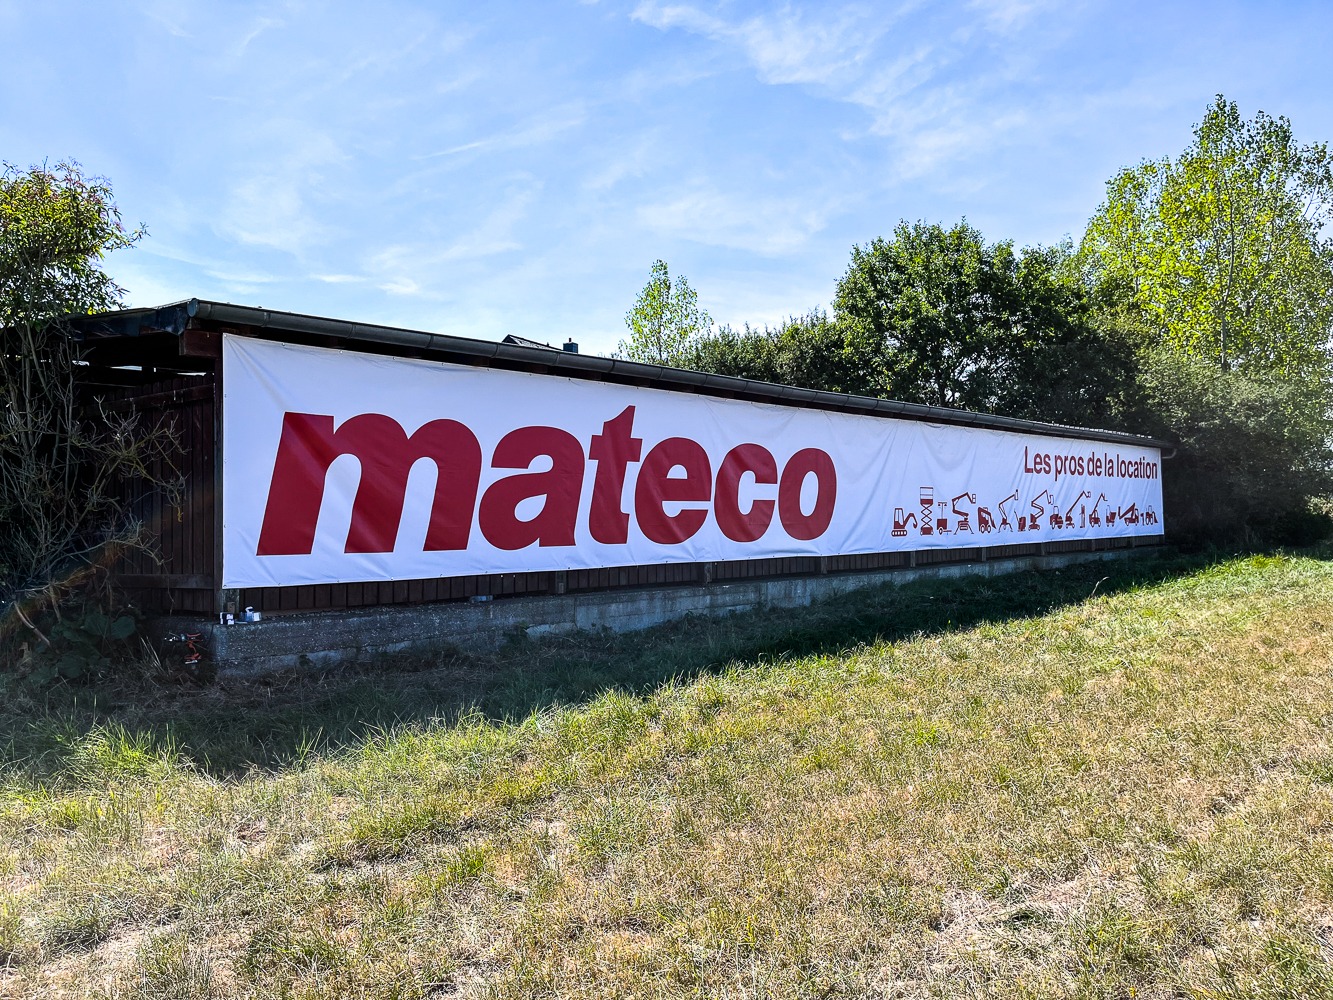 mateco
Les pros de la location